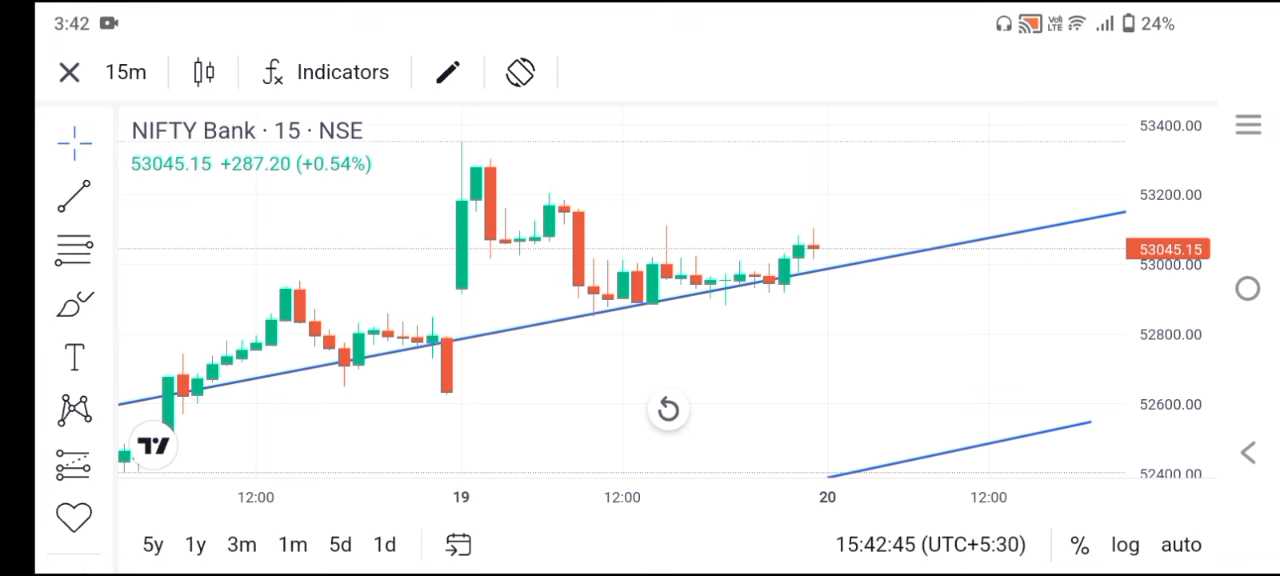 3:42 Vo) LTE 24%
15m Indicators
NIFTY Bank · 15 · NSE
53045.15 +287.20 (+0.54%)
53400.00
53200.00
53045.15
53000.00
52800.00
52600.00
52400.00
12:00 19 12:00 20 12:00
5y 1y 3m 1m 5d 1d 15:42:45 (UTC+5:30) % log auto